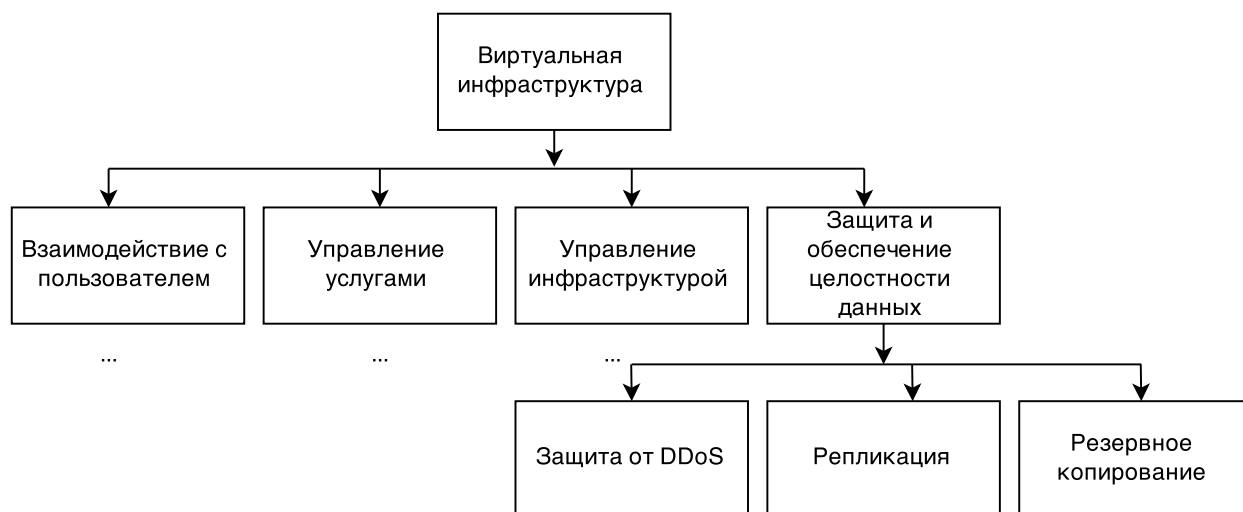 Виртуальная
инфраструктура
Взаимодействие с
пользователем
Управление
услугами
Управление
инфраструктурой
Защита и
обеспечение
целостности
данных
...
...
...
Защита от DDoS
Репликация
Резервное
копирование